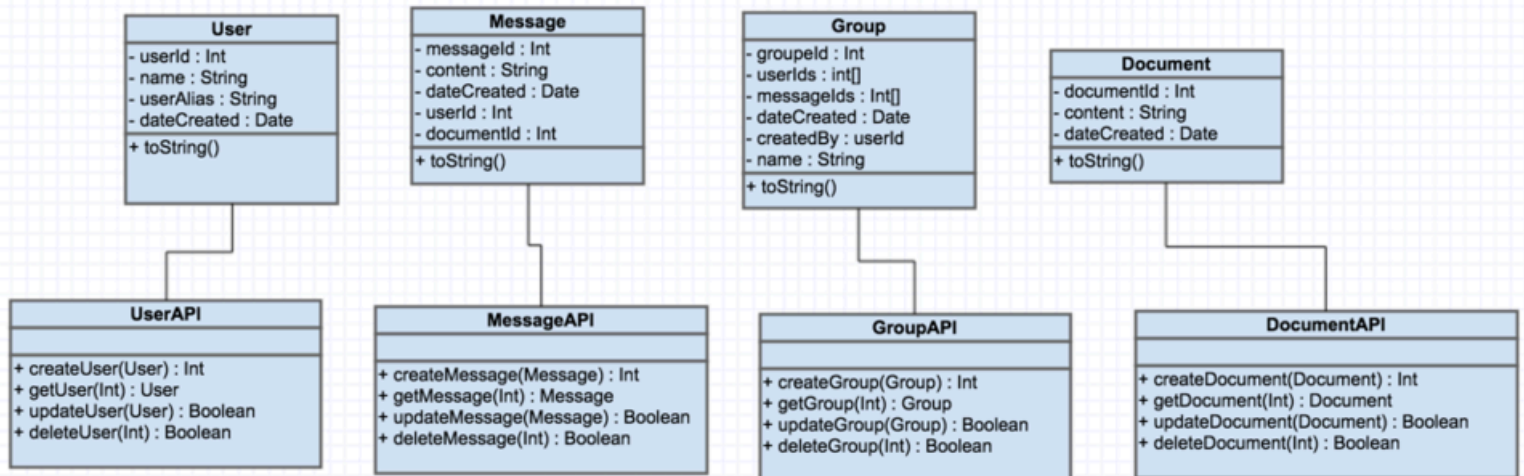 User
- userId : Int
- name : String
- userAlias : String
- dateCreated : Date
+ toString()
Message
- messageId : Int
- content : String
- dateCreated : Date
- userId : Int
- documentId : Int
+ toString()
Group
- groupeId : Int
- userIds : int[]
- messageIds : Int[]
- dateCreated : Date
- createdBy : userId
- name : String
+ toString()
Document
- documentId : Int
- content : String
- dateCreated : Date
+ toString()
UserAPI
+ createUser(User) : Int
+ getUser(Int) : User
+ updateUser(User) : Boolean
+ deleteUser(Int) : Boolean
MessageAPI
+ createMessage(Message) : Int
+ getMessage(Int) : Message
+ updateMessage(Message) : Boolean
+ deleteMessage(Int) : Boolean
GroupAPI
+ createGroup(Group) : Int
+ getGroup(Int) : Group
+ updateGroup(Group) : Boolean
+ deleteGroup(Int) : Boolean
DocumentAPI
+ createDocument(Document) : Int
+ getDocument(Int) : Document
+ updateDocument(Document) : Boolean
+ deleteDocument(Int) : Boolean